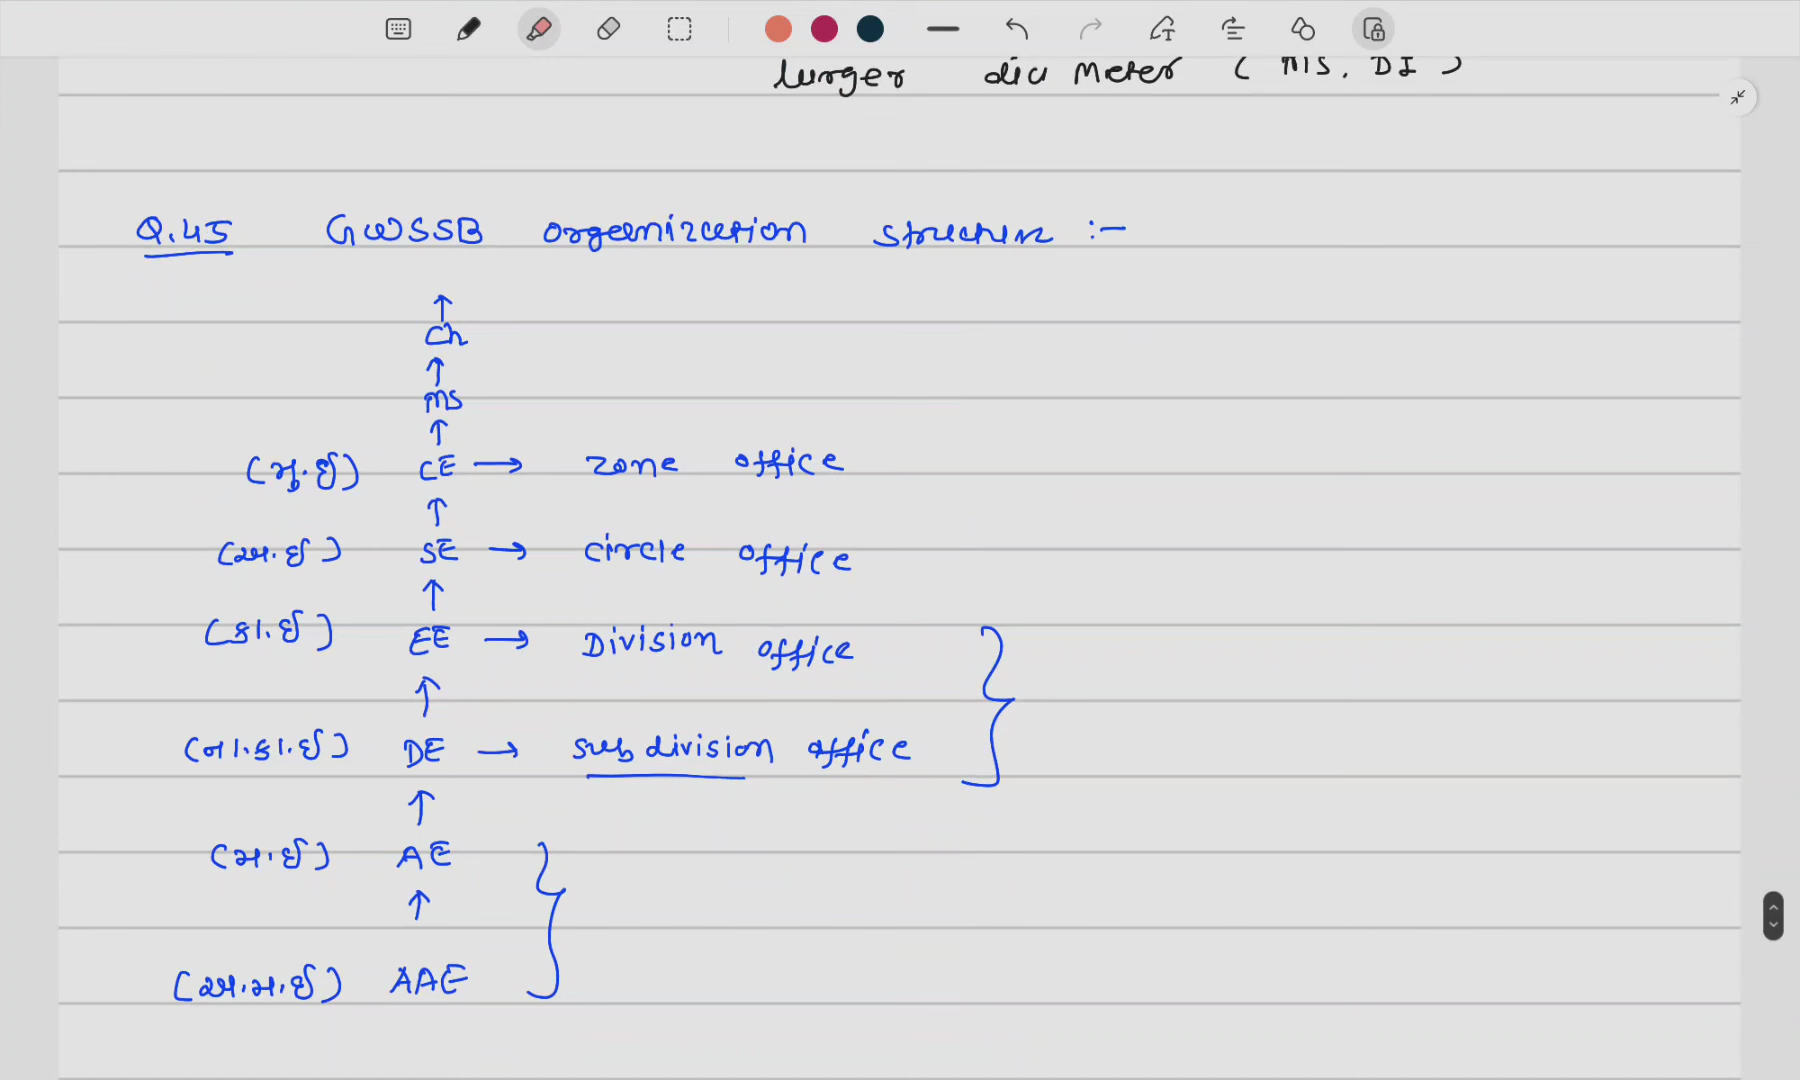 larger dia meter ( MS, DI )
Q.45 GWSSB organization structure :-
↑
Ch
↑
MS
↑
(મુ.ઈ) CE → zone office
↑
(અ.ઈ) SE → circle office
↑
(કા.ઈ) EE → Division office
↑
(ના.કા.ઈ) DE → sub division office
↑
(મ.ઈ) AE
↑
(અ.મ.ઈ) AAE